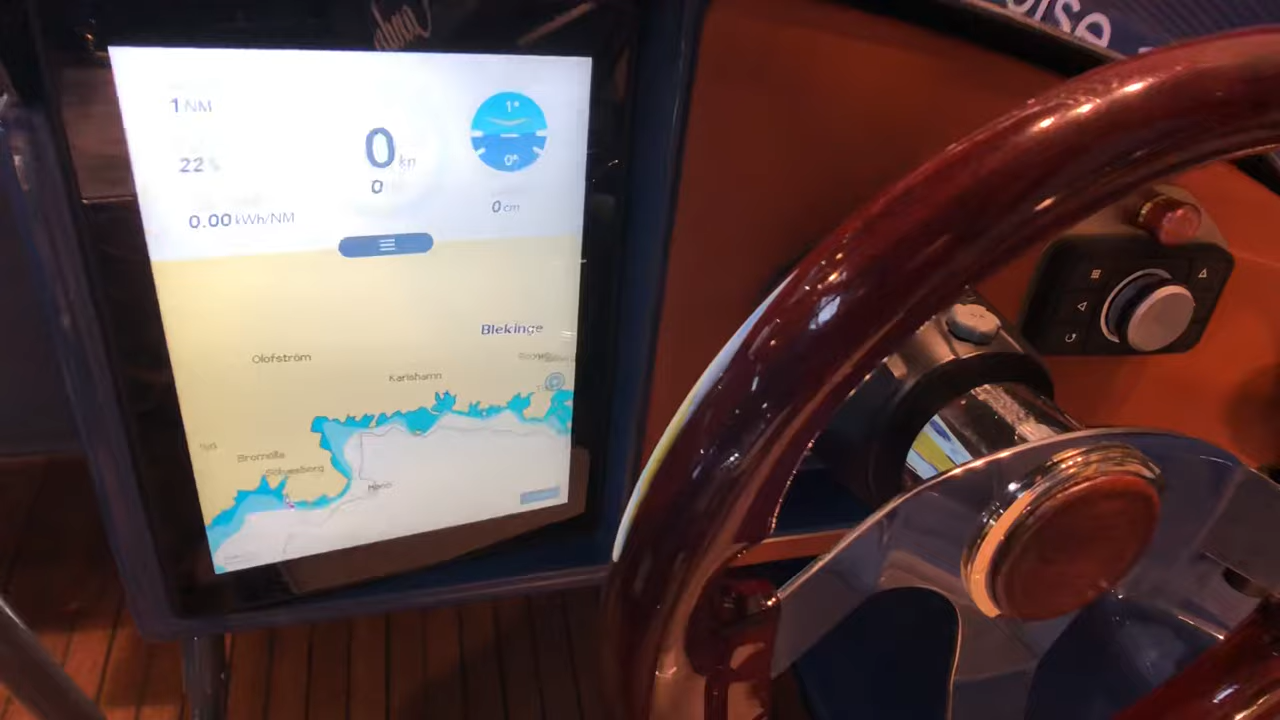 1 NM
22 %
0.00 kWh/NM
0 kn
0
1°
0°
0 cm
Blekinge
Olofström
Karlshamn
Bromölla
Sölvesborg
Hanö